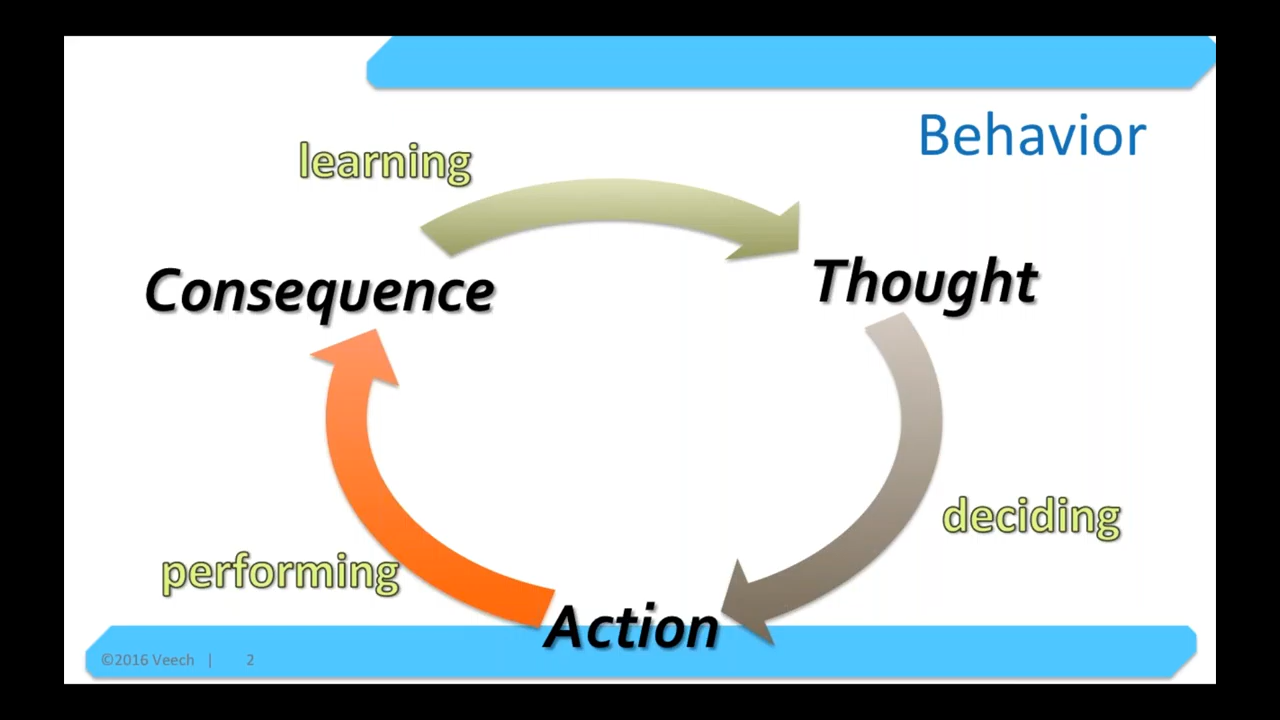 Behavior
learning
Consequence
Thought
deciding
performing
Action
©2016 Veech | 2